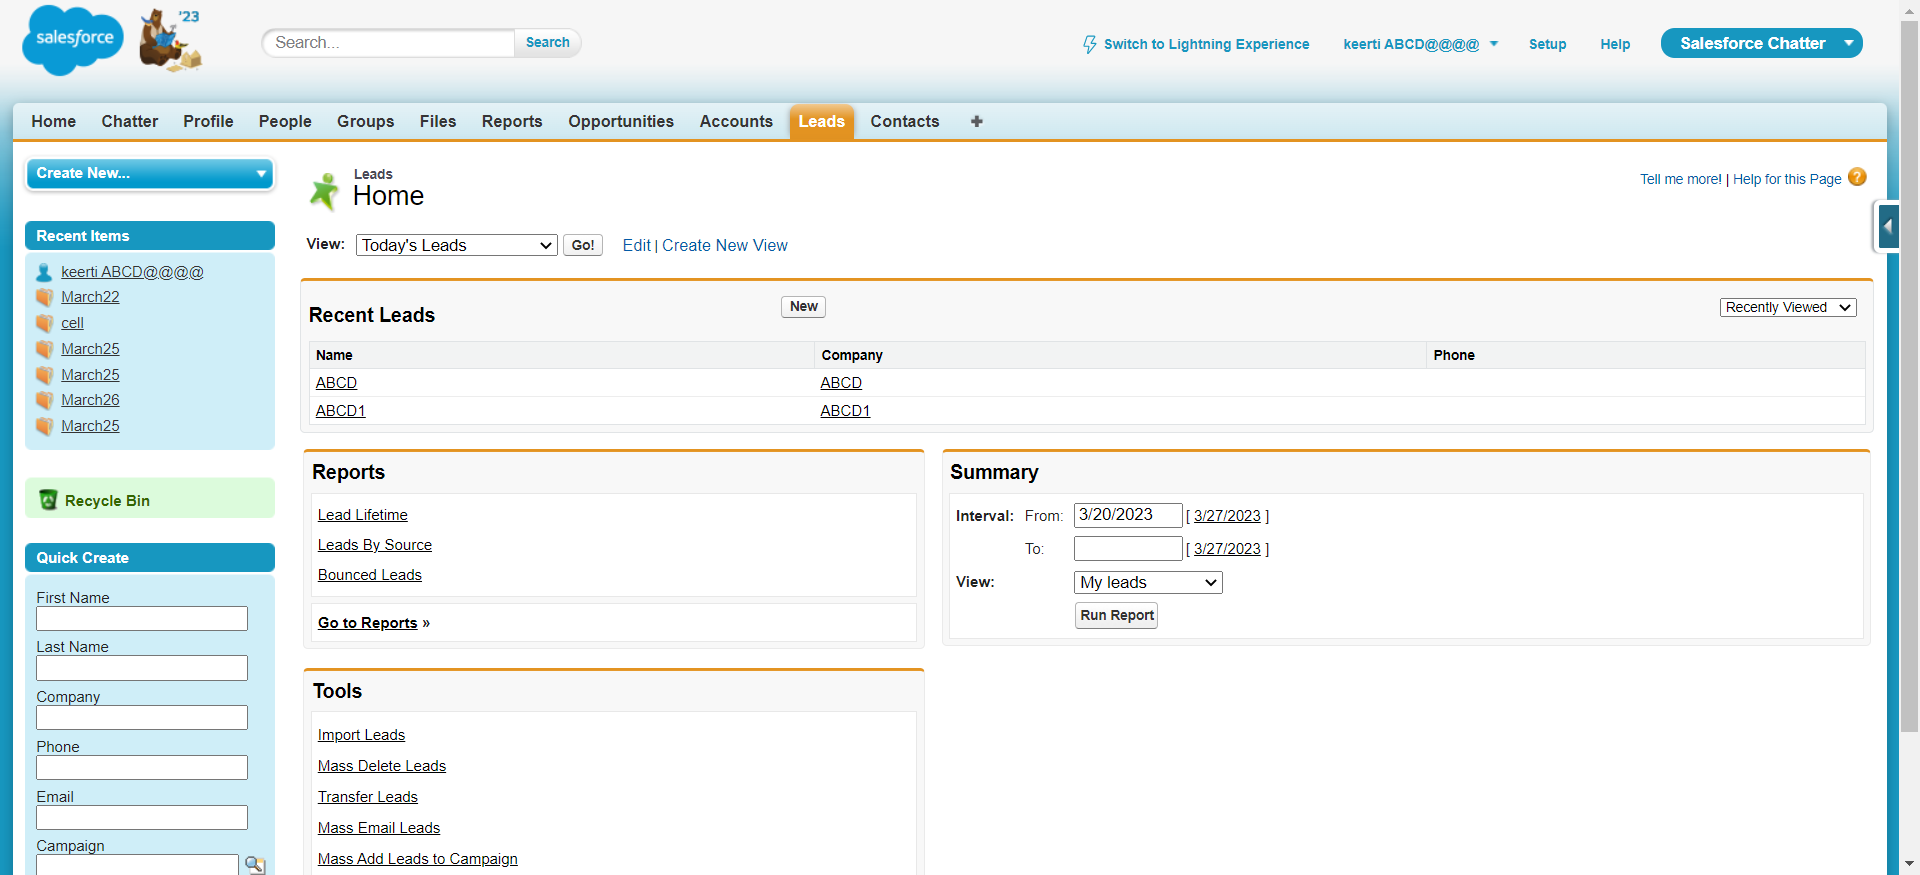 salesforce
'23
Search...
Search
Switch to Lightning Experience
keerti ABCD@@@@
Setup
Help
Salesforce Chatter
Home
Chatter
Profile
People
Groups
Files
Reports
Opportunities
Accounts
Leads
Contacts
Create New...
Recent Items
keerti ABCD@@@@
March22
cell
March25
March25
March26
March25
Recycle Bin
Quick Create
First Name
Last Name
Company
Phone
Email
Campaign
Leads
Home
Tell me more! | Help for this Page ?
View: Today's Leads Go! Edit | Create New View
Recent Leads New Recently Viewed
Name Company Phone
ABCD ABCD
ABCD1 ABCD1
Reports
Lead Lifetime
Leads By Source
Bounced Leads
Go to Reports »
Summary
Interval: From: 3/20/2023 [ 3/27/2023 ]
To: [ 3/27/2023 ]
View: My leads
Run Report
Tools
Import Leads
Mass Delete Leads
Transfer Leads
Mass Email Leads
Mass Add Leads to Campaign